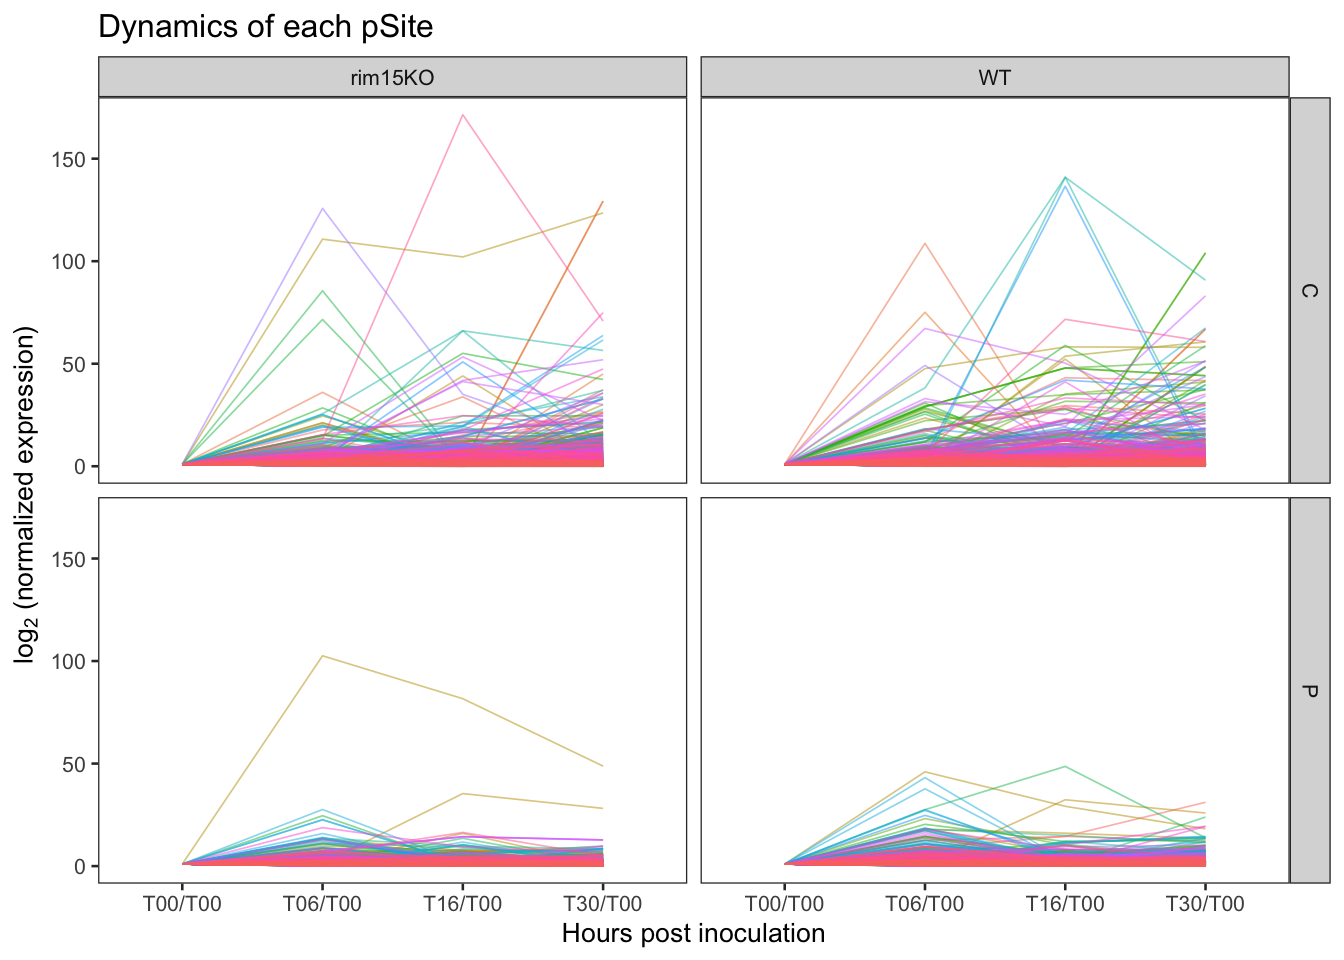 Dynamics of each pSite
rim15KO WT
log₂ (normalized expression)
150
100
50
0
C
150
100
50
0
P
T00/T00 T06/T00 T16/T00 T30/T00 T00/T00 T06/T00 T16/T00 T30/T00
Hours post inoculation